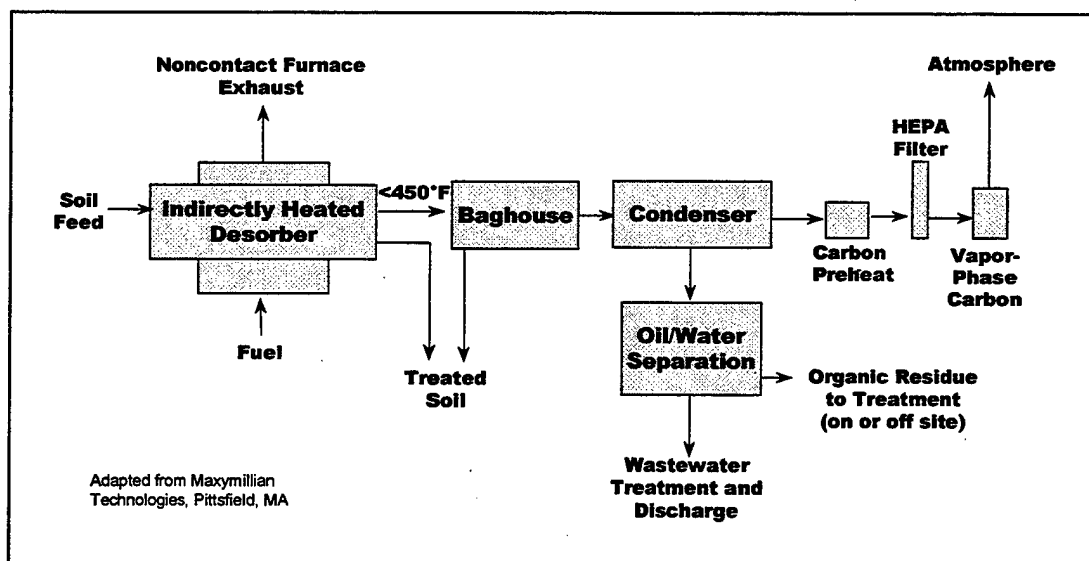 Noncontact Furnace
Exhaust
Atmosphere
HEPA
Filter
Soil
Feed
Indirectly Heated
Desorber
<450°F
Baghouse
Condenser
Carbon
Preheat
Vapor-
Phase
Carbon
Fuel
Treated
Soil
Oil/Water
Separation
Organic Residue
to Treatment
(on or off site)
Wastewater
Treatment and
Discharge
Adapted from Maxymillian
Technologies, Pittsfield, MA